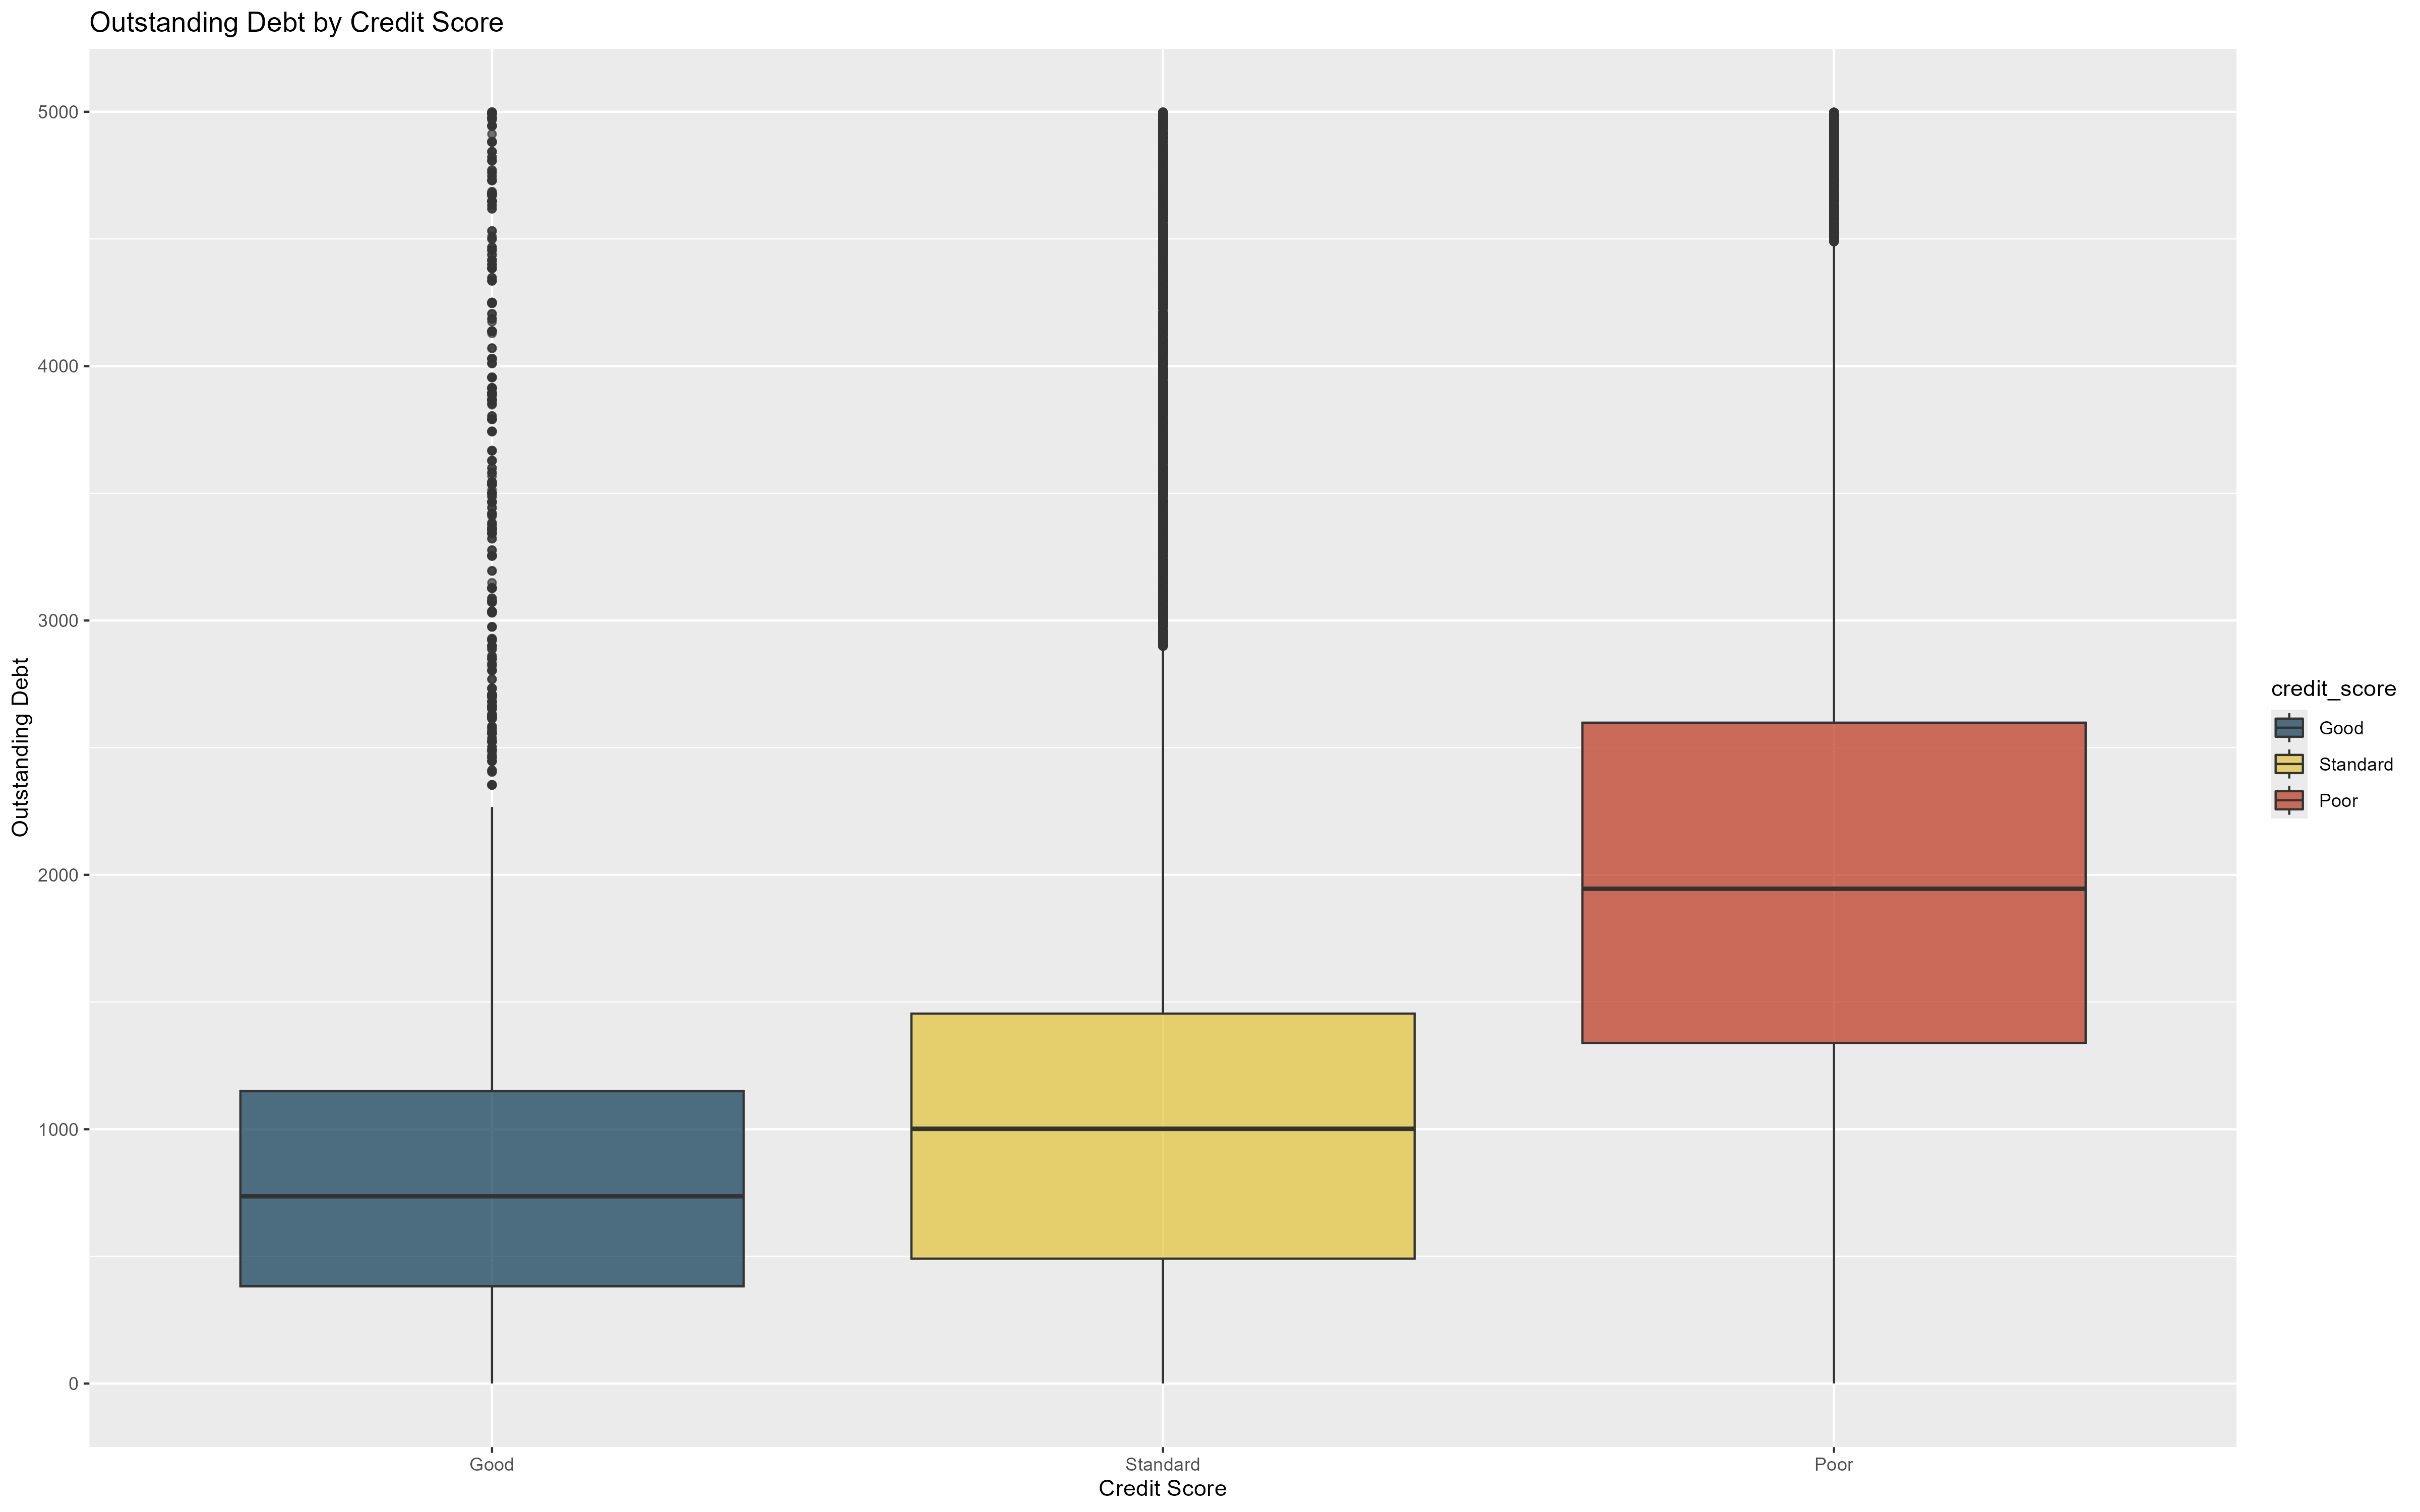 Outstanding Debt by Credit Score
5000
4000
3000
2000
1000
0
Outstanding Debt
Good
Standard
Poor
Credit Score
credit_score
Good
Standard
Poor